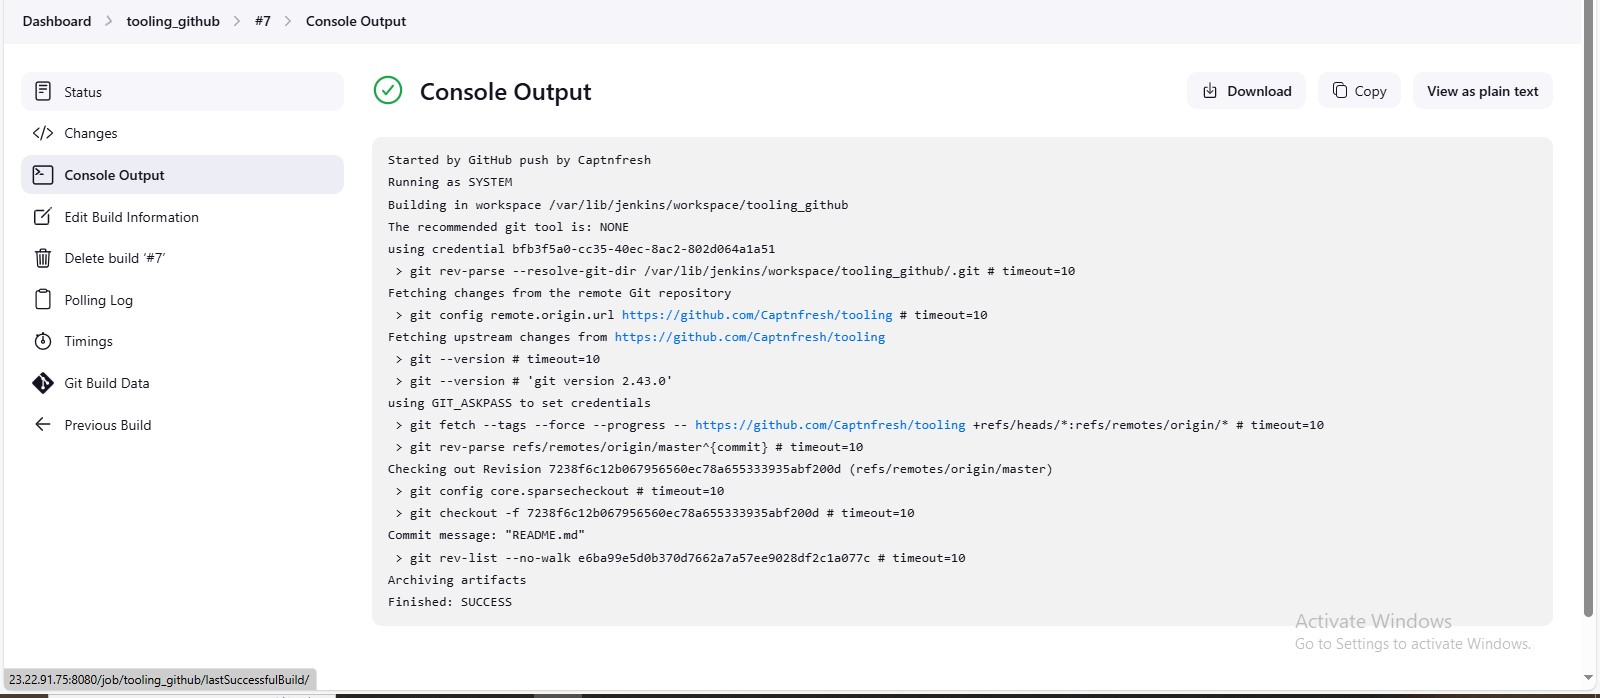 Dashboard > tooling_github > #7 > Console Output
Status
Changes
Console Output
Edit Build Information
Delete build ‘#7’
Polling Log
Timings
Git Build Data
Previous Build
Console Output
Download
Copy
View as plain text
Started by GitHub push by Captnfresh
Running as SYSTEM
Building in workspace /var/lib/jenkins/workspace/tooling_github
The recommended git tool is: NONE
using credential bfb3f5a0-cc35-40ec-8ac2-802d064a1a51
 > git rev-parse --resolve-git-dir /var/lib/jenkins/workspace/tooling_github/.git # timeout=10
Fetching changes from the remote Git repository
 > git config remote.origin.url https://github.com/Captnfresh/tooling # timeout=10
Fetching upstream changes from https://github.com/Captnfresh/tooling
 > git --version # timeout=10
 > git --version # 'git version 2.43.0'
using GIT_ASKPASS to set credentials
 > git fetch --tags --force --progress -- https://github.com/Captnfresh/tooling +refs/heads/*:refs/remotes/origin/* # timeout=10
 > git rev-parse refs/remotes/origin/master^{commit} # timeout=10
Checking out Revision 7238f6c12b067956560ec78a655333935abf200d (refs/remotes/origin/master)
 > git config core.sparsecheckout # timeout=10
 > git checkout -f 7238f6c12b067956560ec78a655333935abf200d # timeout=10
Commit message: "README.md"
 > git rev-list --no-walk e6ba99e5d0b370d7662a7a57ee9028df2c1a077c # timeout=10
Archiving artifacts
Finished: SUCCESS
Activate Windows
Go to Settings to activate Windows.
23.22.91.75:8080/job/tooling_github/lastSuccessfulBuild/